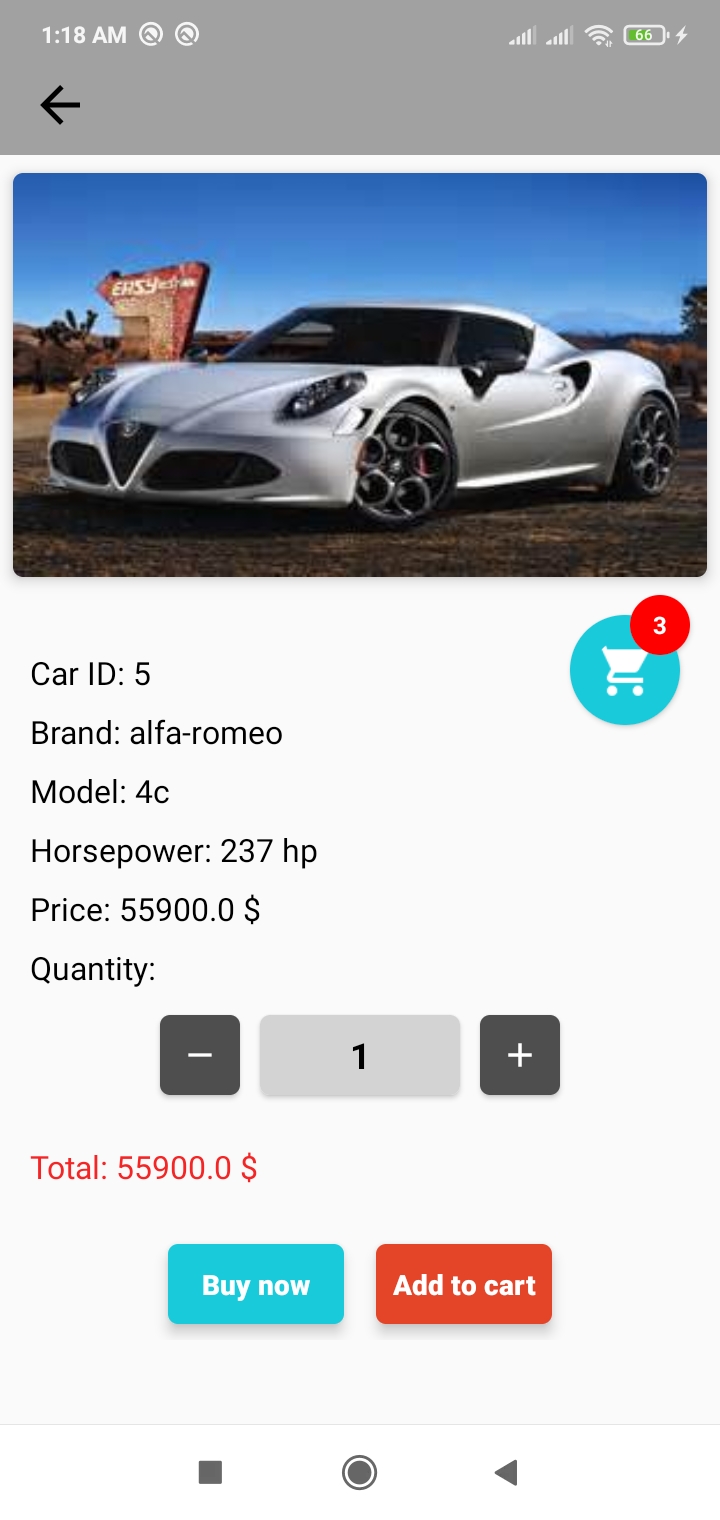 1:18 AM
66
EASY
3
Car ID: 5
Brand: alfa-romeo
Model: 4c
Horsepower: 237 hp
Price: 55900.0 $
Quantity:
− 1 +
Total: 55900.0 $
Buy now Add to cart